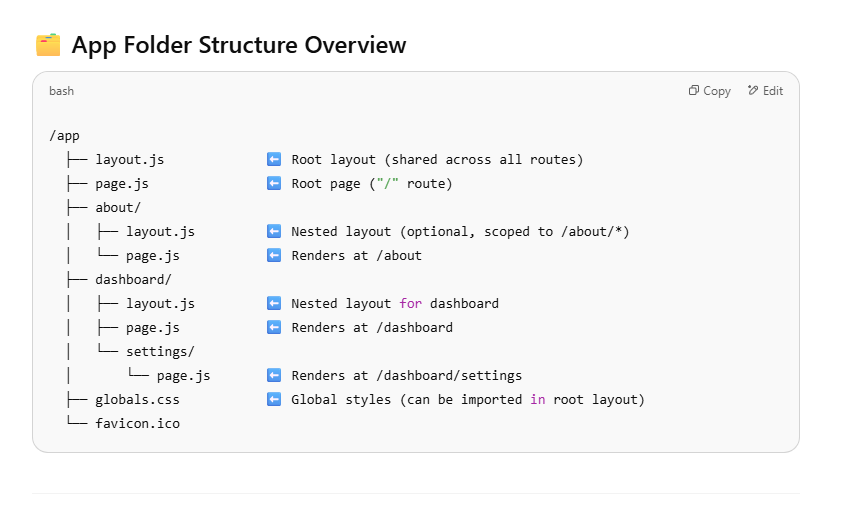 🗂️ App Folder Structure Overview
bash Copy Edit
/app
├── layout.js ⬅️ Root layout (shared across all routes)
├── page.js ⬅️ Root page ("/" route)
├── about/
│   ├── layout.js ⬅️ Nested layout (optional, scoped to /about/*)
│   └── page.js ⬅️ Renders at /about
├── dashboard/
│   ├── layout.js ⬅️ Nested layout for dashboard
│   ├── page.js ⬅️ Renders at /dashboard
│   └── settings/
│       └── page.js ⬅️ Renders at /dashboard/settings
├── globals.css ⬅️ Global styles (can be imported in root layout)
└── favicon.ico